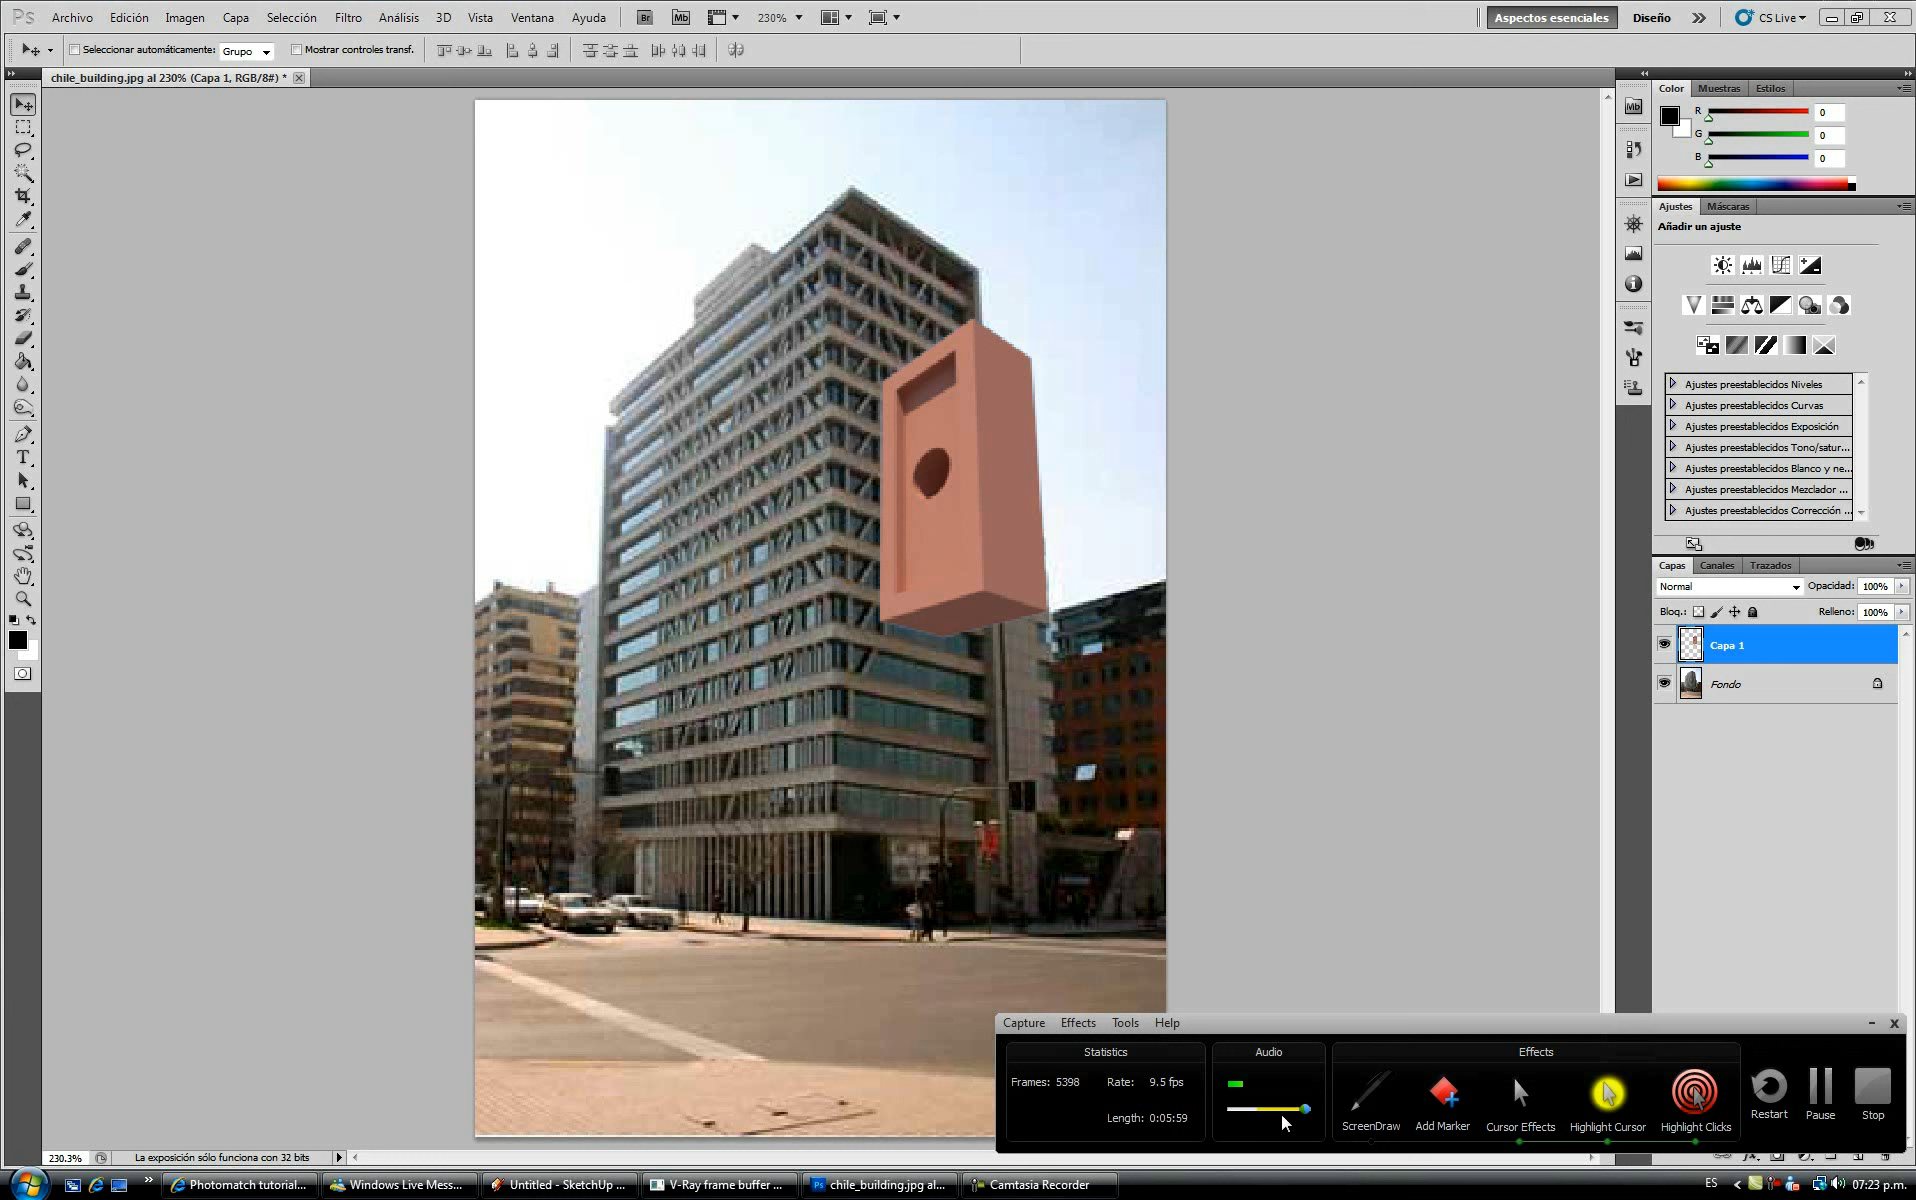 Ps Archivo Edición Imagen Capa Selección Filtro Análisis 3D Vista Ventana Ayuda Br Mb 230% Aspectos esenciales Diseño CS Live
Seleccionar automáticamente: Grupo Mostrar controles transf.
chile_building.jpg al 230% (Capa 1, RGB/8#) *
Color Muestras Estilos
Mb
R 0
G 0
B 0
Ajustes Máscaras
Añadir un ajuste
Ajustes preestablecidos Niveles
Ajustes preestablecidos Curvas
Ajustes preestablecidos Exposición
Ajustes preestablecidos Tono/satur...
Ajustes preestablecidos Blanco y ne...
Ajustes preestablecidos Mezclador ...
Ajustes preestablecidos Corrección ...
Capas Canales Trazados
Normal Opacidad: 100%
Bloq.: Relleno: 100%
Capa 1
Fondo
Capture Effects Tools Help
Statistics Audio Effects
Frames: 5398 Rate: 9.5 fps
Length: 0:05:59
ScreenDraw Add Marker Cursor Effects Highlight Cursor Highlight Clicks Restart Pause Stop
230.3% La exposición sólo funciona con 32 bits
Photomatch tutorial... Windows Live Mess... Untitled - SketchUp ... V-Ray frame buffer ... Ps chile_building.jpg al... Camtasia Recorder ES 07:23 p.m.